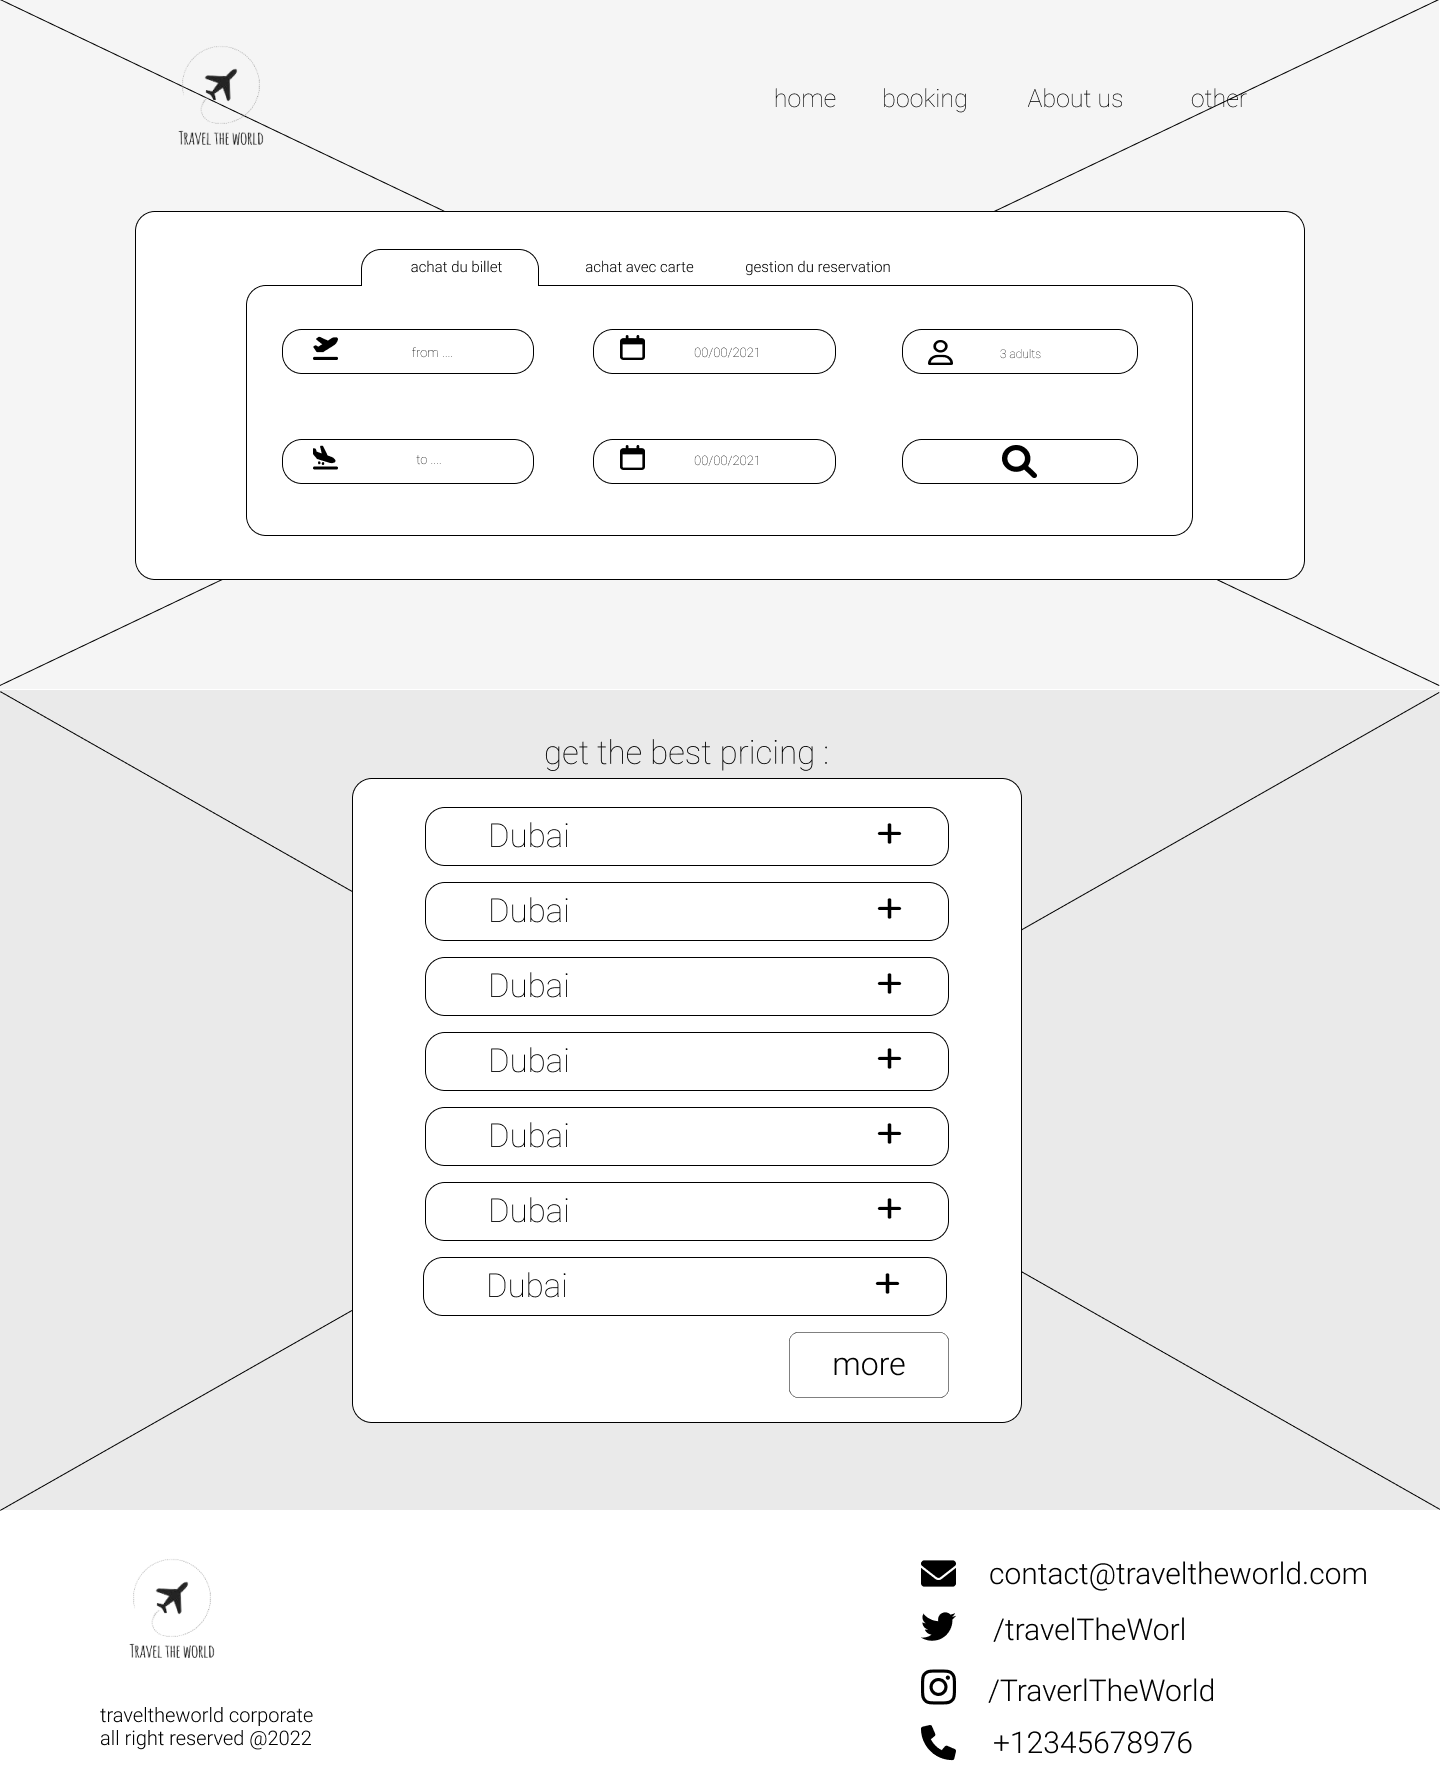 TRAVEL THE WORLD
home booking About us other
achat du billet achat avec carte gestion du reservation
from .... 00/00/2021 3 adults
to .... 00/00/2021
get the best pricing :
Dubai
Dubai
Dubai
Dubai
Dubai
Dubai
Dubai
more
TRAVEL THE WORLD
traveltheworld corporate
all right reserved @2022
contact@traveltheworld.com
/travelTheWorl
/TraverlTheWorld
+12345678976